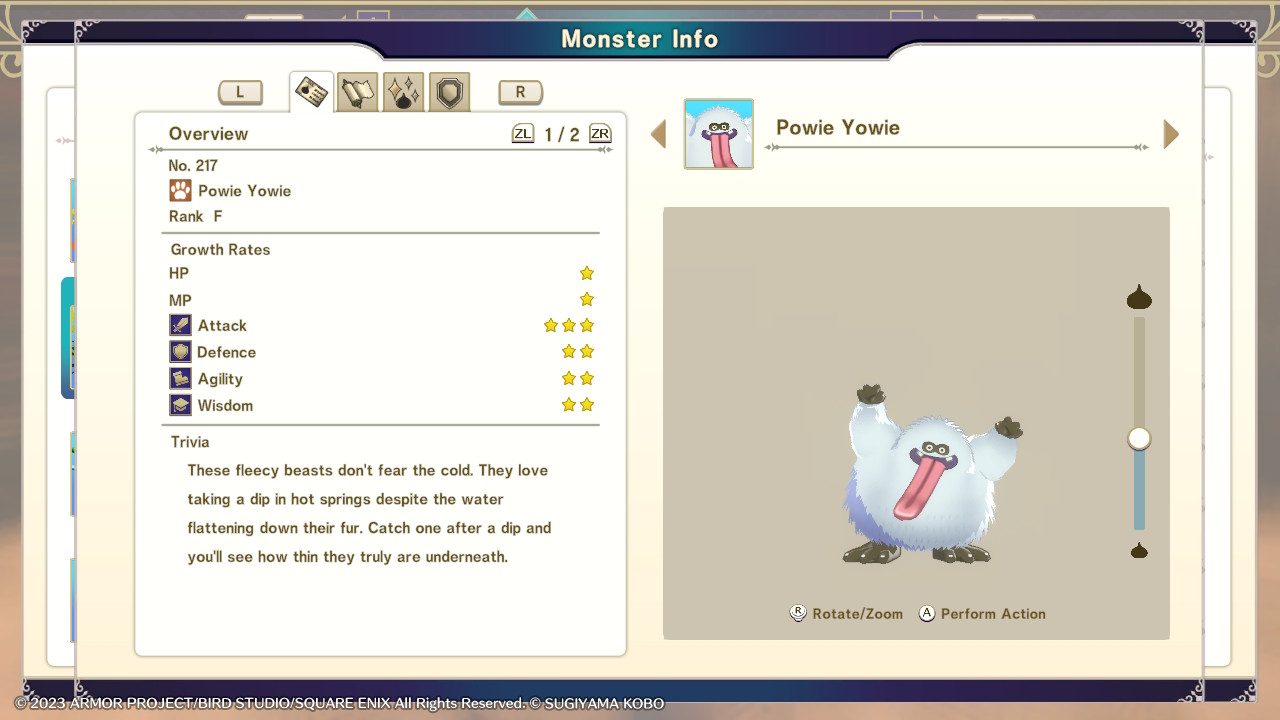 Monster Info
L
R
Overview
ZL 1 / 2 ZR
No. 217
Powie Yowie
Rank F
Growth Rates
HP
MP
Attack
Defence
Agility
Wisdom
Trivia
These fleecy beasts don't fear the cold. They love
taking a dip in hot springs despite the water
flattening down their fur. Catch one after a dip and
you'll see how thin they truly are underneath.
Powie Yowie
R Rotate/Zoom A Perform Action
© 2023 ARMOR PROJECT/BIRD STUDIO/SQUARE ENIX All Rights Reserved. © SUGIYAMA KOBO